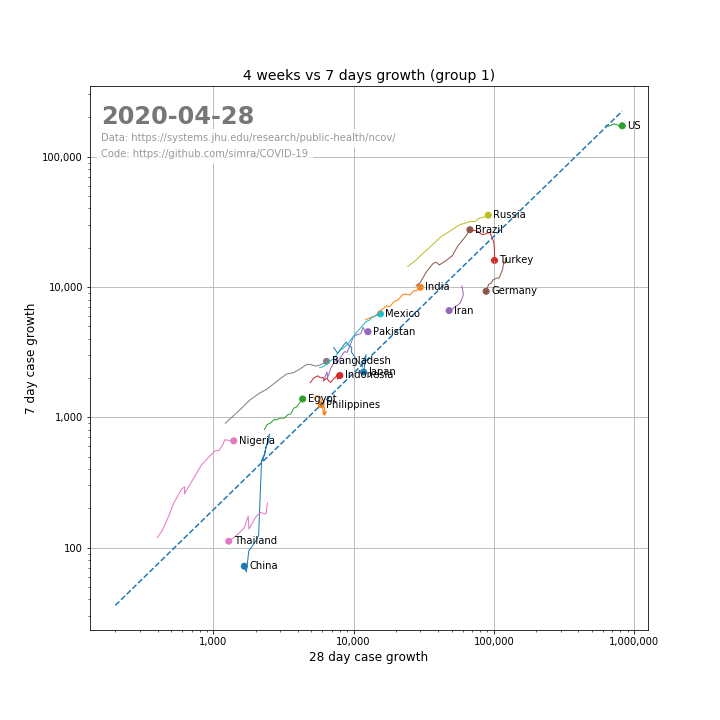 4 weeks vs 7 days growth (group 1)
2020-04-28
Data: https://systems.jhu.edu/research/public-health/ncov/
Code: https://github.com/simra/COVID-19
US
100,000
Russia
Brazil
Turkey
10,000
India
Germany
Iran
Mexico
Pakistan
Bangladesh
Japan
Indonesia
Egypt
Philippines
1,000
Nigeria
100
Thailand
China
7 day case growth
1,000
10,000
100,000
1,000,000
28 day case growth